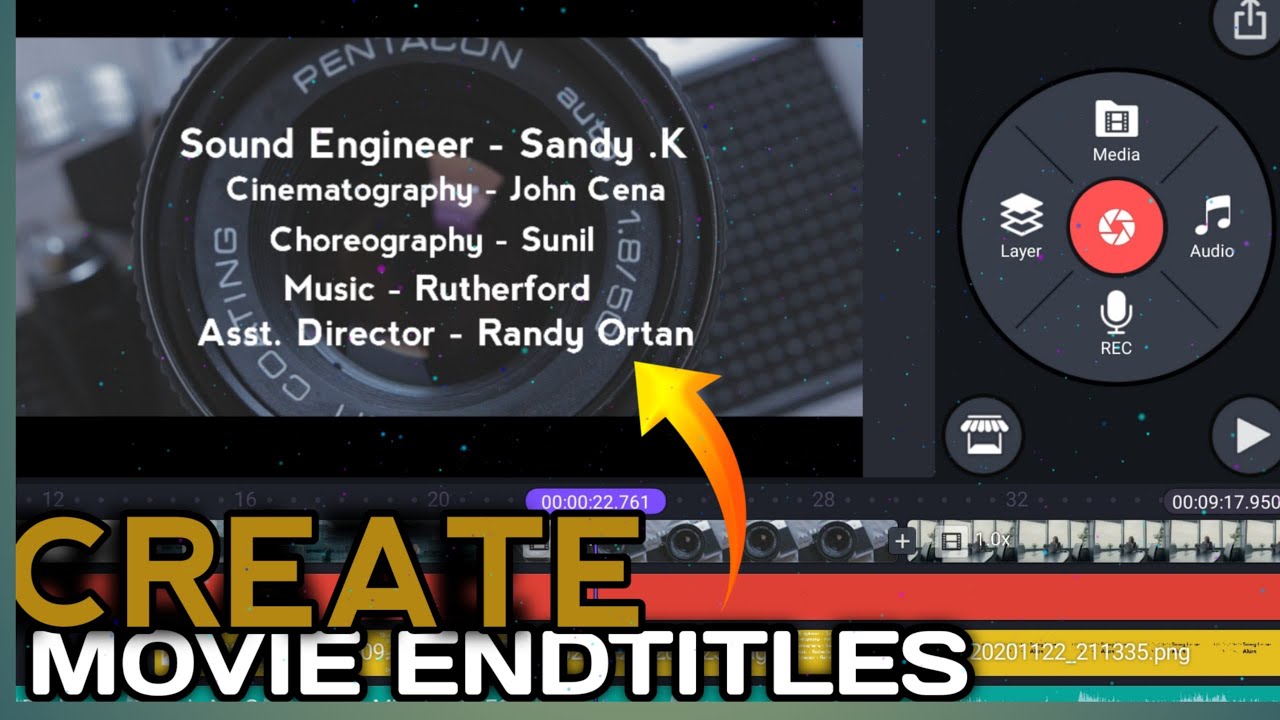 PENTACON
auto
1.8/50
COATING
Sound Engineer - Sandy .K
Cinematography - John Cena
Choreography - Sunil
Music - Rutherford
Asst. Director - Randy Ortan
Media
Layer
Audio
REC
12
16
20
00:00:22.761
28
32
00:09:17.950
1.0x
CREATE
MOVIE ENDTITLES
20201122_211335.png